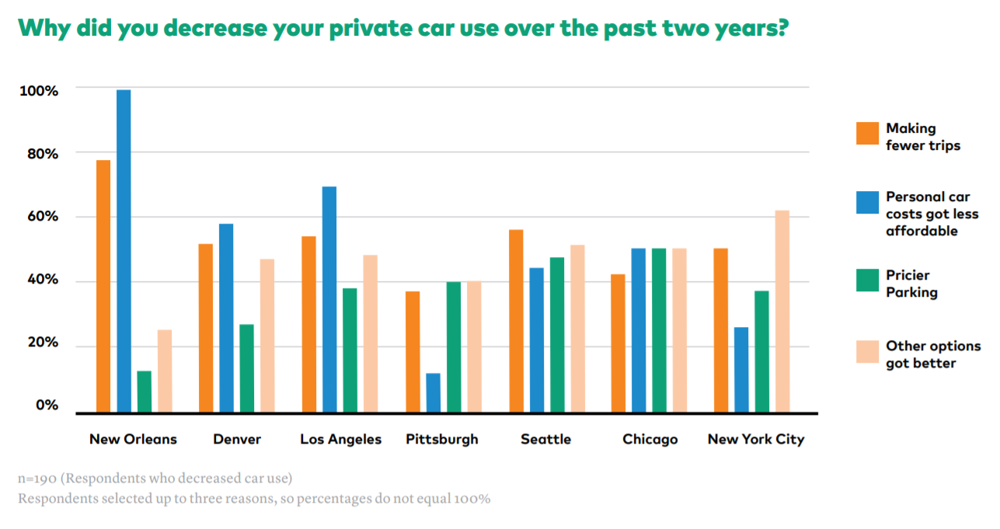 Why did you decrease your private car use over the past two years?
100%
80%
60%
40%
20%
0%
New Orleans
Denver
Los Angeles
Pittsburgh
Seattle
Chicago
New York City
Making
fewer trips
Personal car
costs got less
affordable
Pricier
Parking
Other options
got better
n=190 (Respondents who decreased car use)
Respondents selected up to three reasons, so percentages do not equal 100%